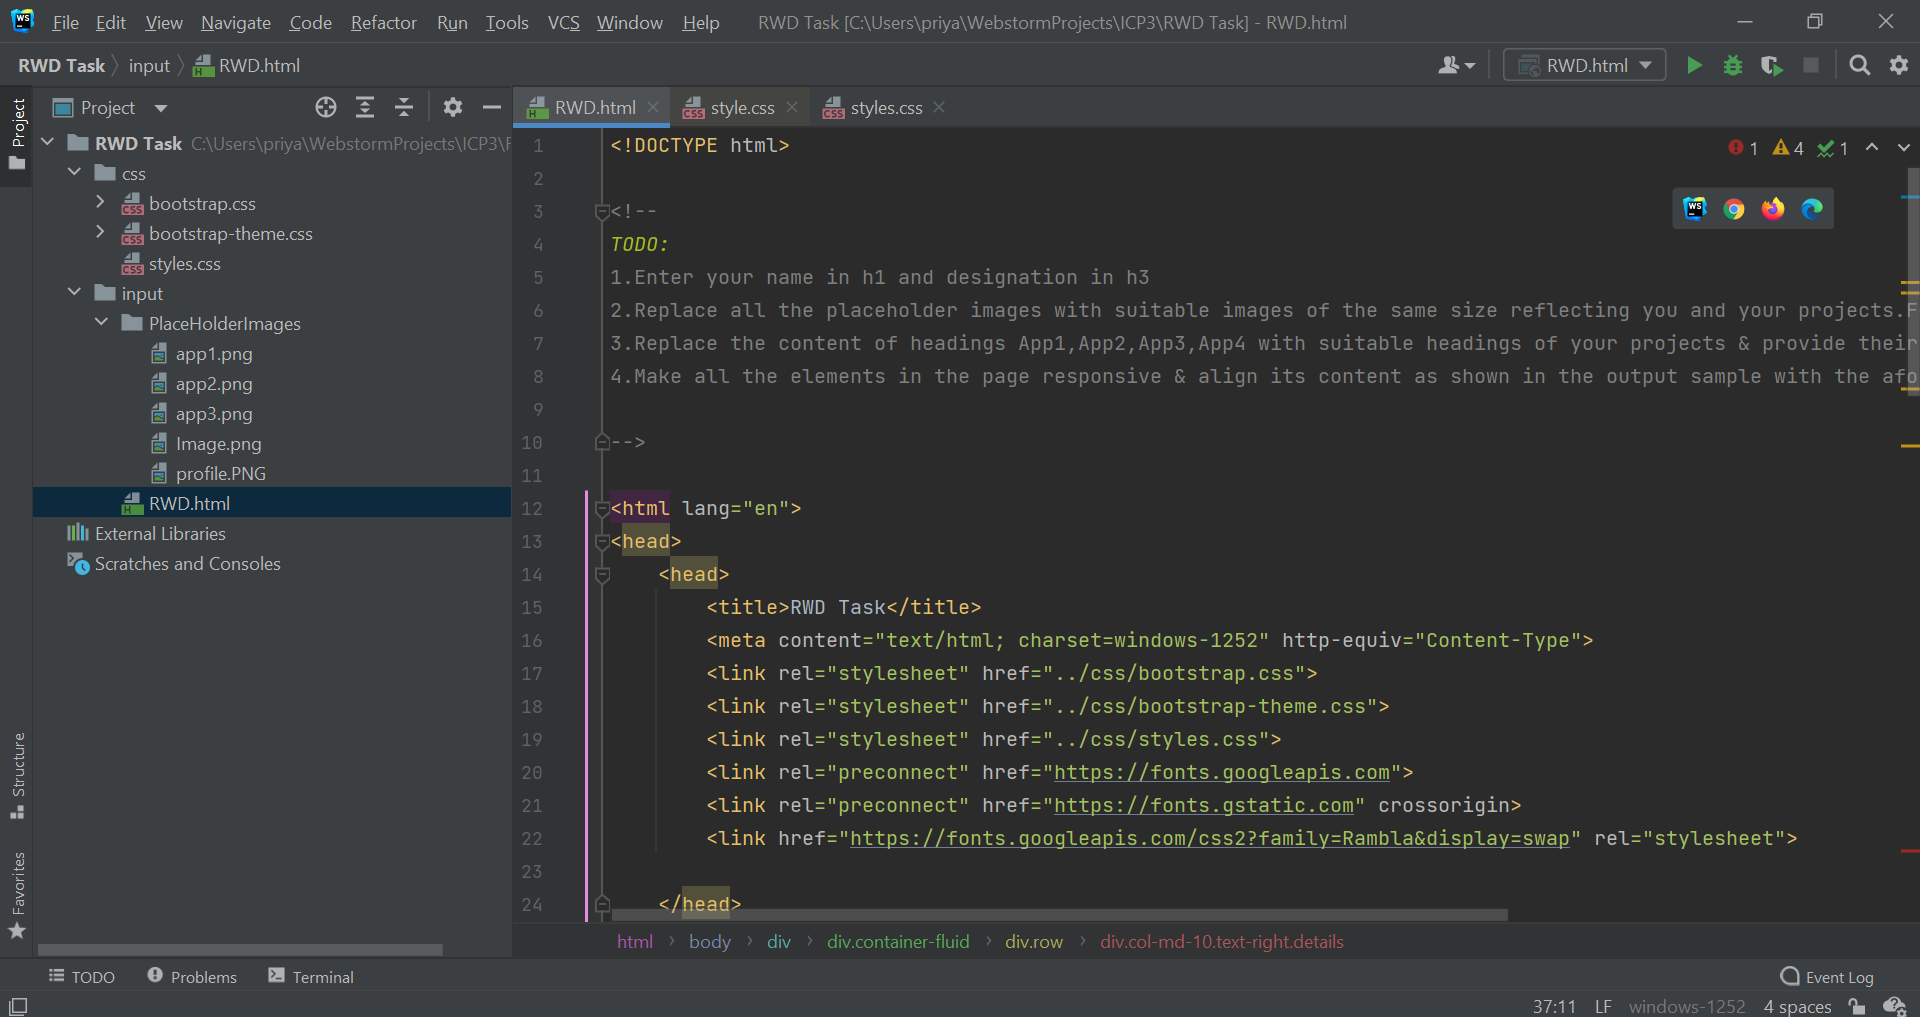 File Edit View Navigate Code Refactor Run Tools VCS Window Help RWD Task [C:\Users\priya\WebstormProjects\ICP3\RWD Task] - RWD.html
RWD Task input RWD.html
RWD.html
Project
Project
RWD Task C:\Users\priya\WebstormProjects\ICP3\
css
bootstrap.css
bootstrap-theme.css
styles.css
input
PlaceHolderImages
app1.png
app2.png
app3.png
Image.png
profile.PNG
RWD.html
External Libraries
Scratches and Consoles
Structure
Favorites
RWD.html style.css styles.css
1 4 1
1 <!DOCTYPE html>
2
3 <!--
4 TODO:
5 1.Enter your name in h1 and designation in h3
6 2.Replace all the placeholder images with suitable images of the same size reflecting you and your projects.
7 3.Replace the content of headings App1,App2,App3,App4 with suitable headings of your projects & provide their
8 4.Make all the elements in the page responsive & align its content as shown in the output sample with the afo
9
10 -->
11
12 <html lang="en">
13 <head>
14 <head>
15 <title>RWD Task</title>
16 <meta content="text/html; charset=windows-1252" http-equiv="Content-Type">
17 <link rel="stylesheet" href="../css/bootstrap.css">
18 <link rel="stylesheet" href="../css/bootstrap-theme.css">
19 <link rel="stylesheet" href="../css/styles.css">
20 <link rel="preconnect" href="https://fonts.googleapis.com">
21 <link rel="preconnect" href="https://fonts.gstatic.com" crossorigin>
22 <link href="https://fonts.googleapis.com/css2?family=Rambla&display=swap" rel="stylesheet">
23
24 </head>
html body div div.container-fluid div.row div.col-md-10.text-right.details
TODO Problems Terminal Event Log
37:11 LF windows-1252 4 spaces